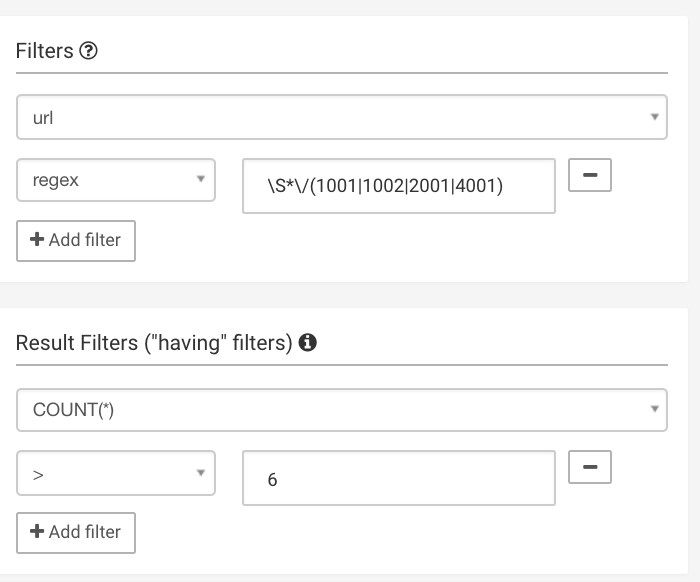 Filters
url
regex
\S*\/(1001|1002|2001|4001)
Add filter
Result Filters ("having" filters)
COUNT(*)
>
6
Add filter